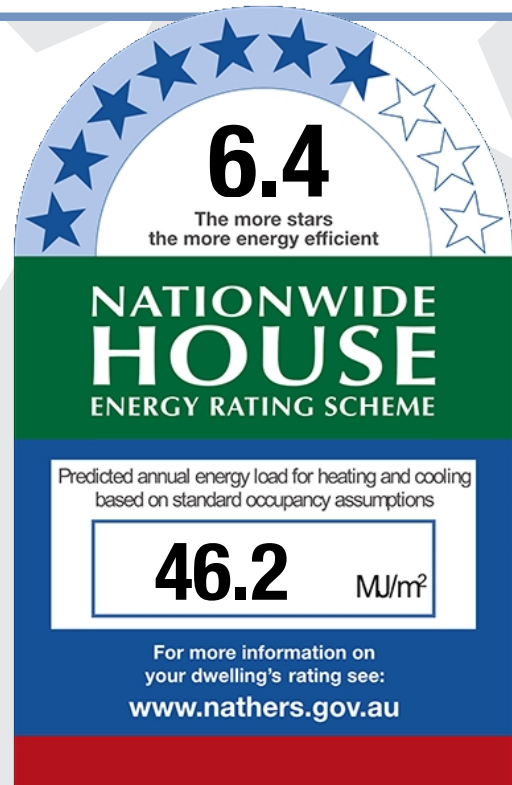 6.4
The more stars
the more energy efficient
NATIONWIDE
HOUSE
ENERGY RATING SCHEME
Predicted annual energy load for heating and cooling
based on standard occupancy assumptions
46.2 MJ/m²
For more information on
your dwelling's rating see:
www.nathers.gov.au